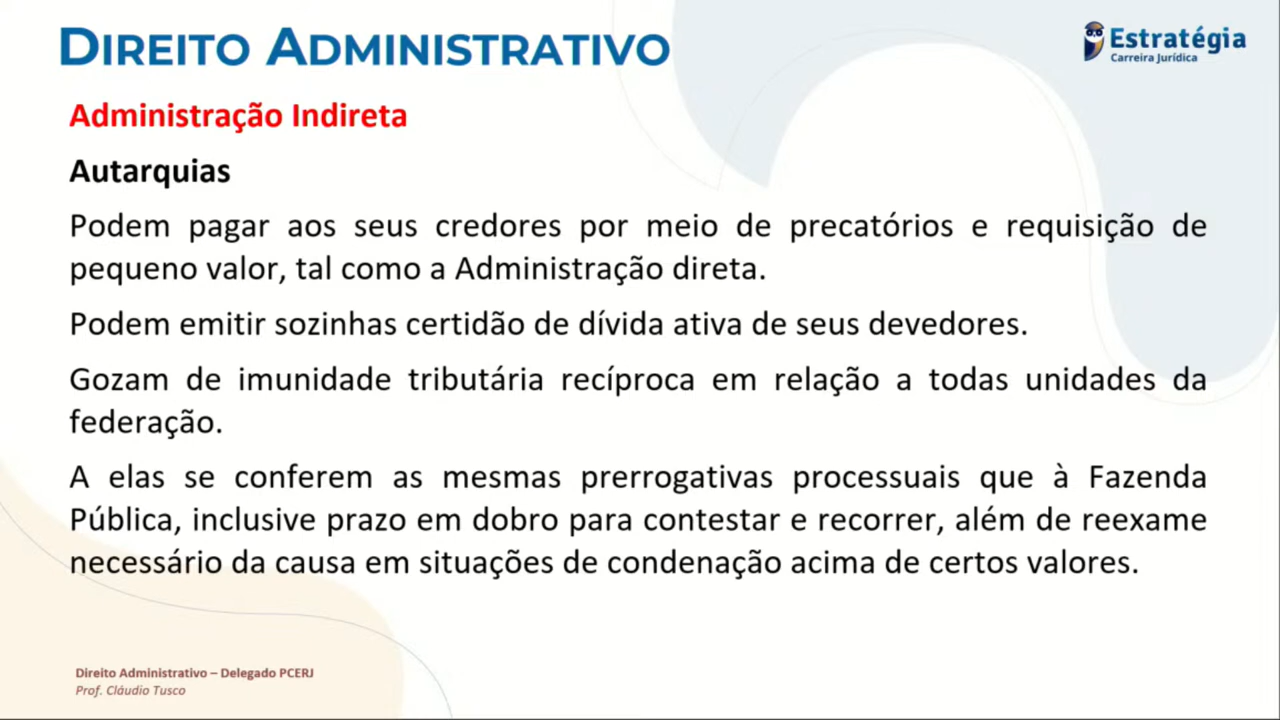 DIREITO ADMINISTRATIVO
Estratégia
Carreira Jurídica
Administração Indireta
Autarquias
Podem pagar aos seus credores por meio de precatórios e requisição de
pequeno valor, tal como a Administração direta.
Podem emitir sozinhas certidão de dívida ativa de seus devedores.
Gozam de imunidade tributária recíproca em relação a todas unidades da
federação.
A elas se conferem as mesmas prerrogativas processuais que à Fazenda
Pública, inclusive prazo em dobro para contestar e recorrer, além de reexame
necessário da causa em situações de condenação acima de certos valores.
Direito Administrativo – Delegado PCERJ
Prof. Cláudio Tusco